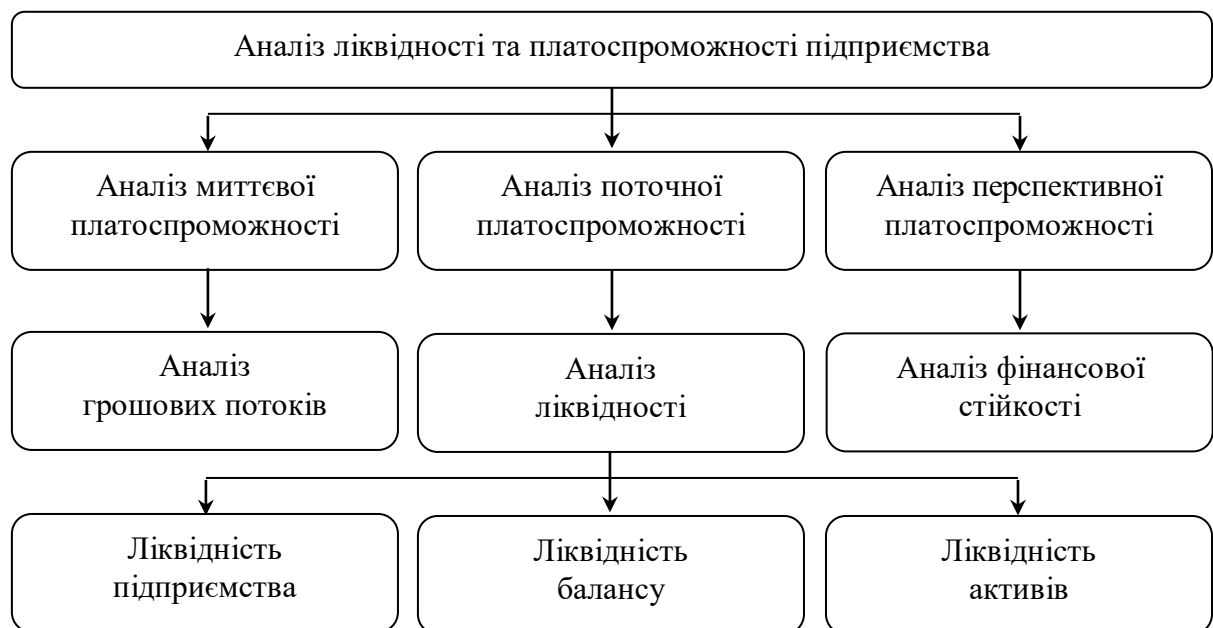 Аналіз ліквідності та платоспроможності підприємства
Аналіз миттєвої
платоспроможності
Аналіз поточної
платоспроможності
Аналіз перспективної
платоспроможності
Аналіз
грошових потоків
Аналіз
ліквідності
Аналіз фінансової
стійкості
Ліквідність
підприємства
Ліквідність
балансу
Ліквідність
активів